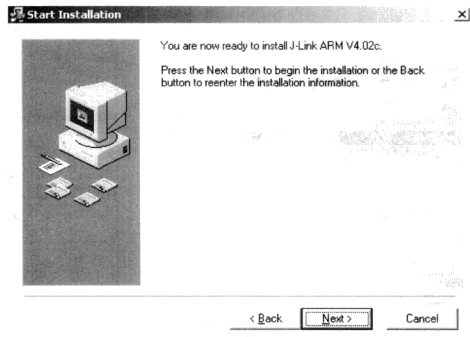 Start Installation
You are now ready to install J-Link ARM V4.02c.
Press the Next button to begin the installation or the Back
button to reenter the installation information.
< Back
Next >
Cancel